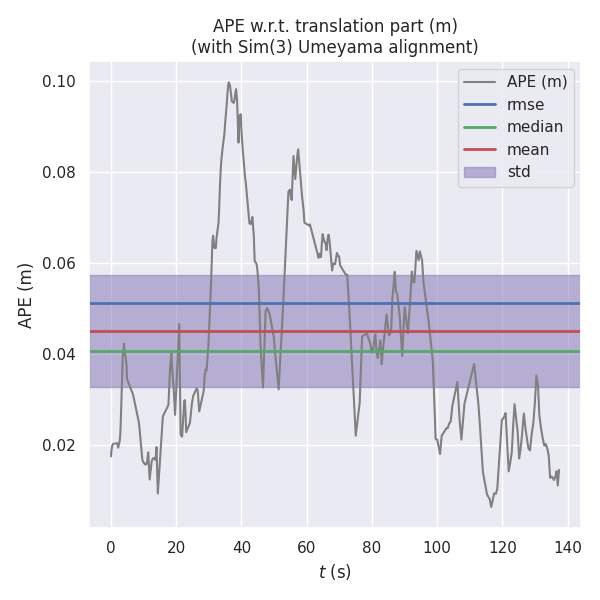 APE w.r.t. translation part (m)
(with Sim(3) Umeyama alignment)
APE (m)
rmse
median
mean
std
APE (m)
0.10
0.08
0.06
0.04
0.02
0 20 40 60 80 100 120 140
t (s)